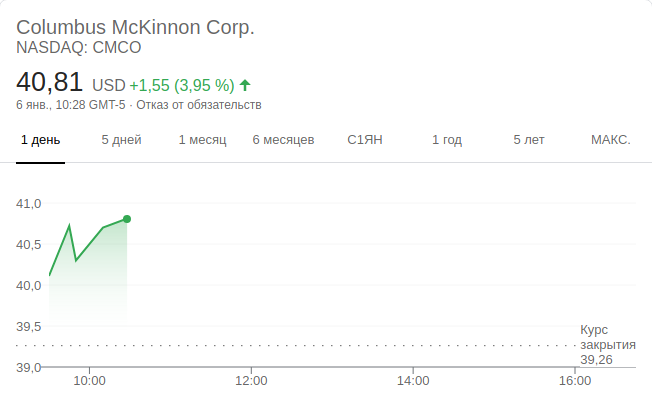 Columbus McKinnon Corp.
NASDAQ: CMCO
40,81 USD +1,55 (3,95 %)
6 янв., 10:28 GMT-5 · Отказ от обязательств
1 день 5 дней 1 месяц 6 месяцев С1ЯН 1 год 5 лет МАКС.
41,0
40,5
40,0
39,5
Курс
закрытия
39,26
39,0
10:00 12:00 14:00 16:00